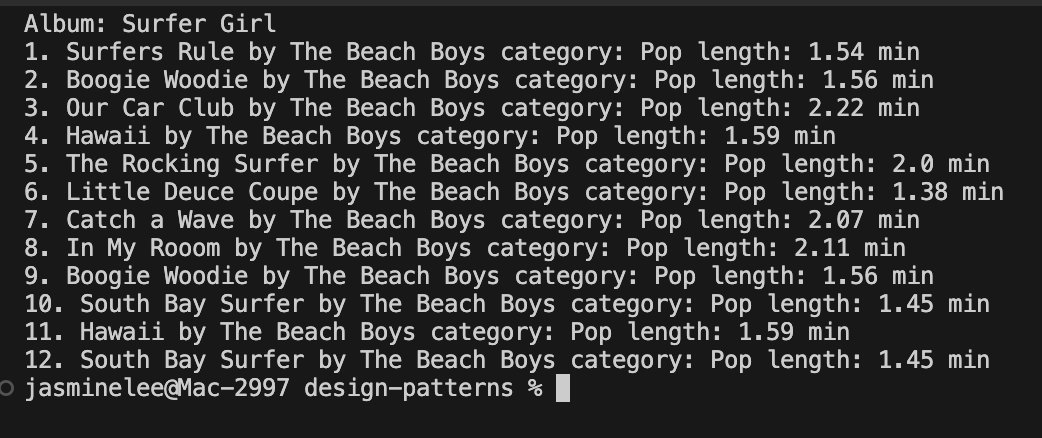 Album: Surfer Girl
1. Surfers Rule by The Beach Boys category: Pop length: 1.54 min
2. Boogie Woodie by The Beach Boys category: Pop length: 1.56 min
3. Our Car Club by The Beach Boys category: Pop length: 2.22 min
4. Hawaii by The Beach Boys category: Pop length: 1.59 min
5. The Rocking Surfer by The Beach Boys category: Pop length: 2.0 min
6. Little Deuce Coupe by The Beach Boys category: Pop length: 1.38 min
7. Catch a Wave by The Beach Boys category: Pop length: 2.07 min
8. In My Rooom by The Beach Boys category: Pop length: 2.11 min
9. Boogie Woodie by The Beach Boys category: Pop length: 1.56 min
10. South Bay Surfer by The Beach Boys category: Pop length: 1.45 min
11. Hawaii by The Beach Boys category: Pop length: 1.59 min
12. South Bay Surfer by The Beach Boys category: Pop length: 1.45 min
jasminelee@Mac-2997 design-patterns %